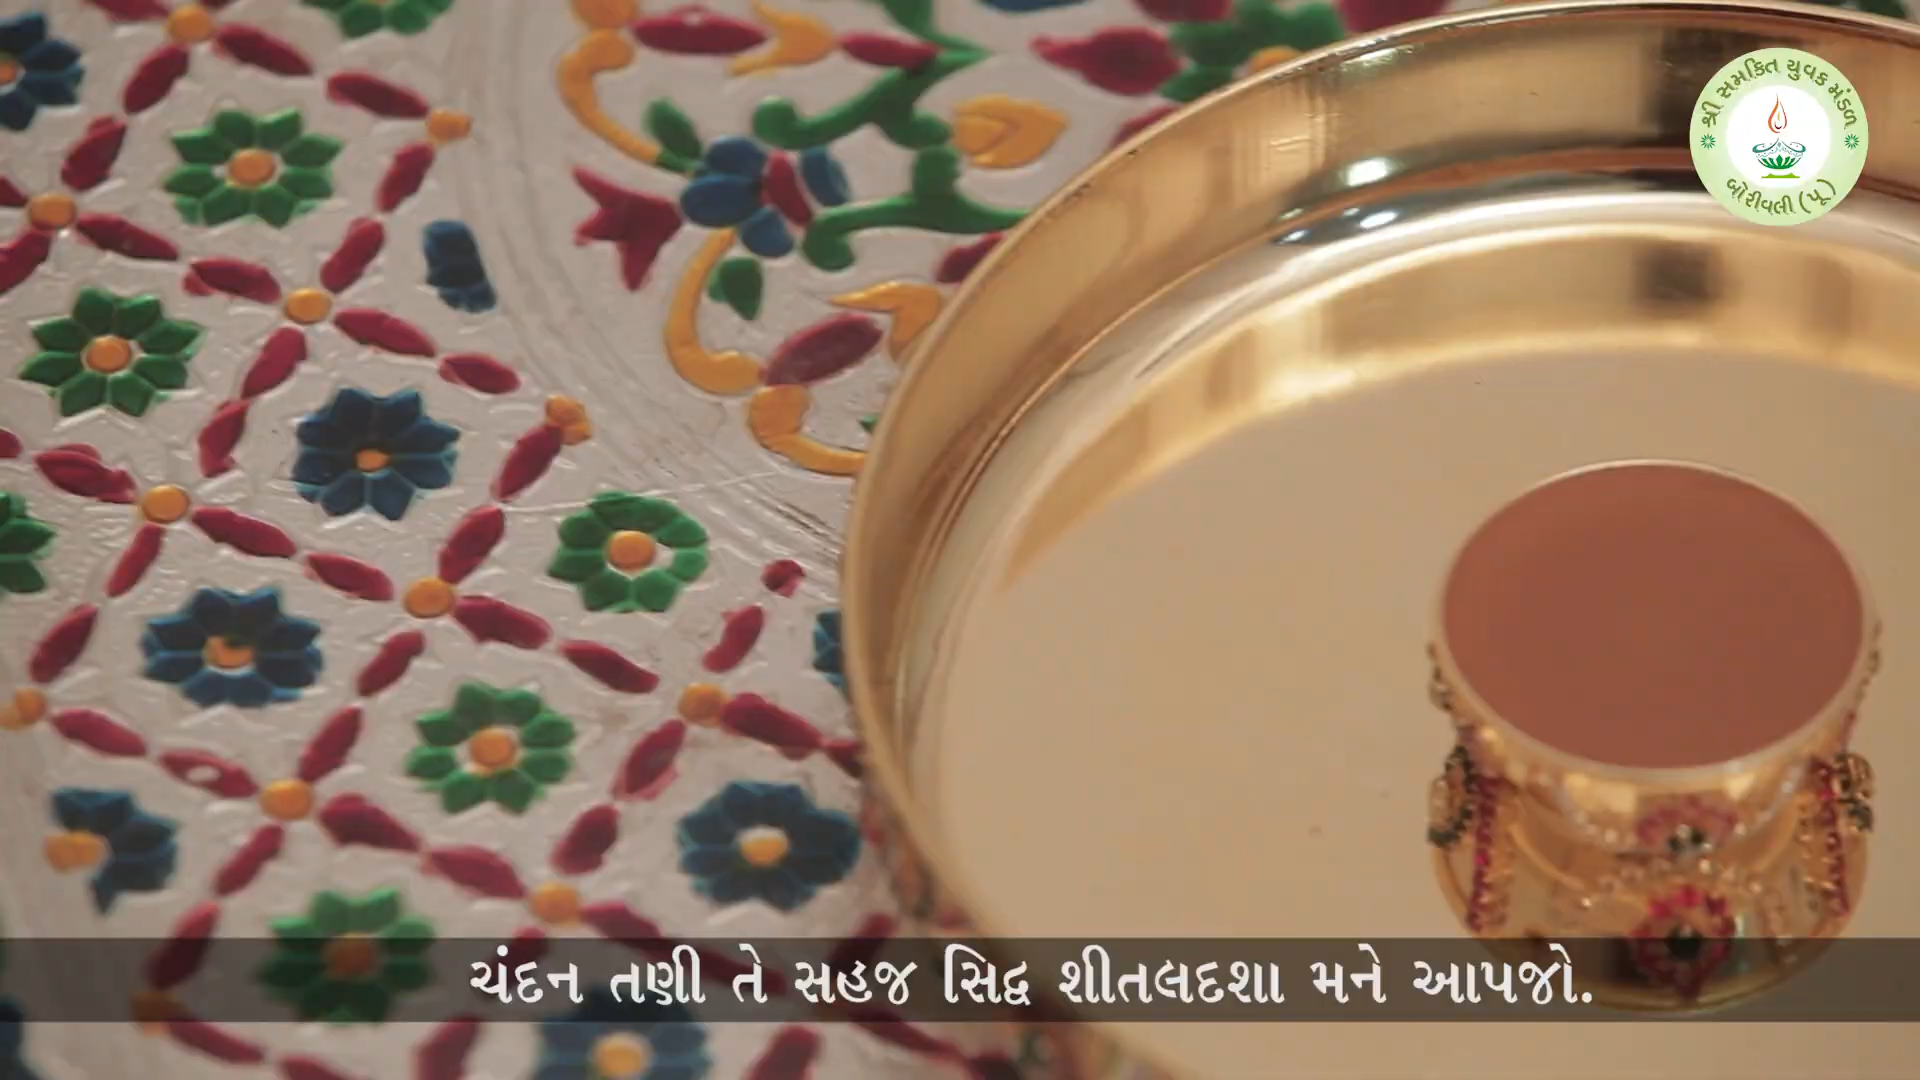 શ્રી સમકિત યુવક મંડળ
બોરીવલી (પૂ.)
ચંદન તણી તે સહજ સિદ્વ શીતલદશા મને આપજો.